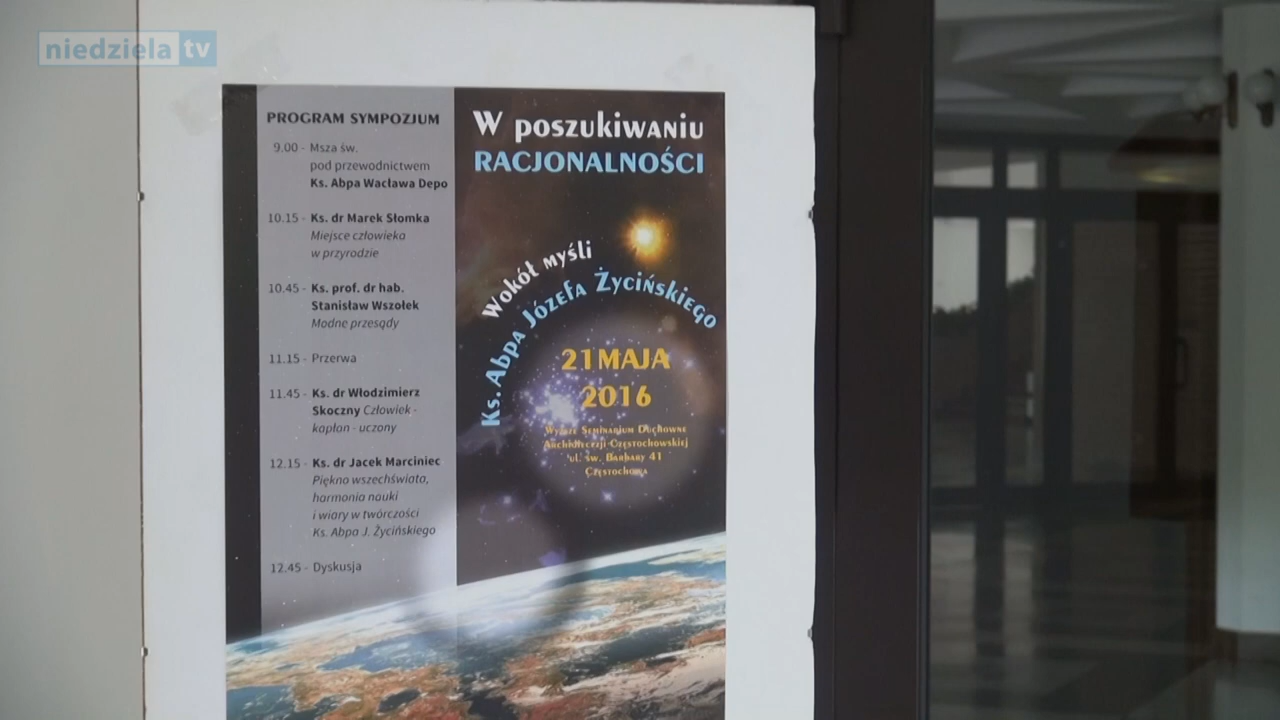 niedziela tv
PROGRAM SYMPOZJUM
9.00 - Msza św.
pod przewodnictwem
Ks. Abpa Wacława Depo
10.15 - Ks. dr Marek Słomka
Miejsce człowieka
w przyrodzie
10.45 - Ks. prof. dr hab.
Stanisław Wszołek
Modne przesądy
11.15 - Przerwa
11.45 - Ks. dr Włodzimierz
Skoczny Człowiek -
kapłan - uczony
12.15 - Ks. dr Jacek Marciniec
Piękno wszechświata,
harmonia nauki
i wiary w twórczości
Ks. Abpa J. Życińskiego
12.45 - Dyskusja
W poszukiwaniu
RACJONALNOŚCI
Wokół myśli
Ks. Abpa Józefa Życińskiego
21 MAJA
2016
Wyższe Seminarium Duchowne
Archidiecezji Częstochowskiej
ul. św. Barbary 41
Częstochowa